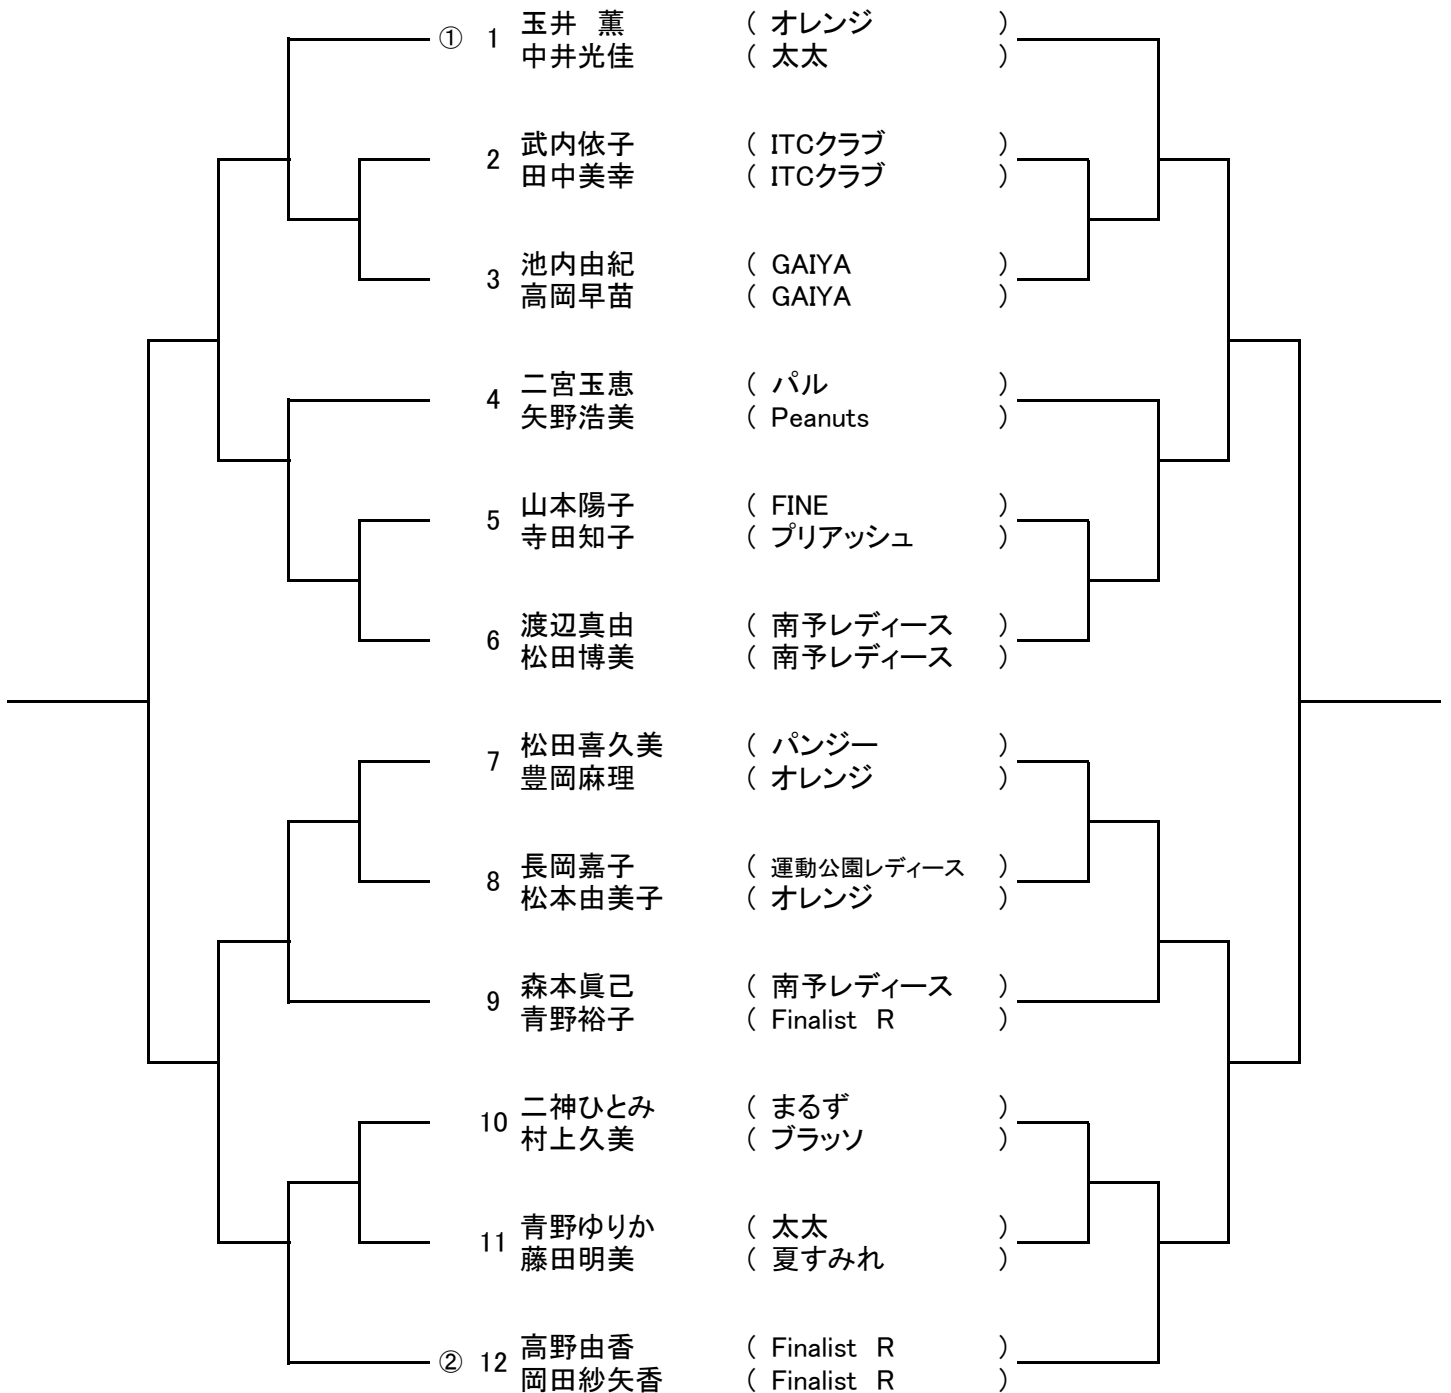 ① 1 玉井 薫 ( オレンジ )
中井光佳 ( 太太 )
2 武内依子 ( ITCクラブ )
田中美幸 ( ITCクラブ )
3 池内由紀 ( GAIYA )
高岡早苗 ( GAIYA )
4 二宮玉恵 ( パル )
矢野浩美 ( Peanuts )
5 山本陽子 ( FINE )
寺田知子 ( プリアッシュ )
6 渡辺真由 ( 南予レディース )
松田博美 ( 南予レディース )
7 松田喜久美 ( パンジー )
豊岡麻理 ( オレンジ )
8 長岡嘉子 ( 運動公園レディース )
松本由美子 ( オレンジ )
9 森本眞己 ( 南予レディース )
青野裕子 ( Finalist R )
10 二神ひとみ ( まるず )
村上久美 ( ブラッソ )
11 青野ゆりか ( 太太 )
藤田明美 ( 夏すみれ )
② 12 高野由香 ( Finalist R )
岡田紗矢香 ( Finalist R )